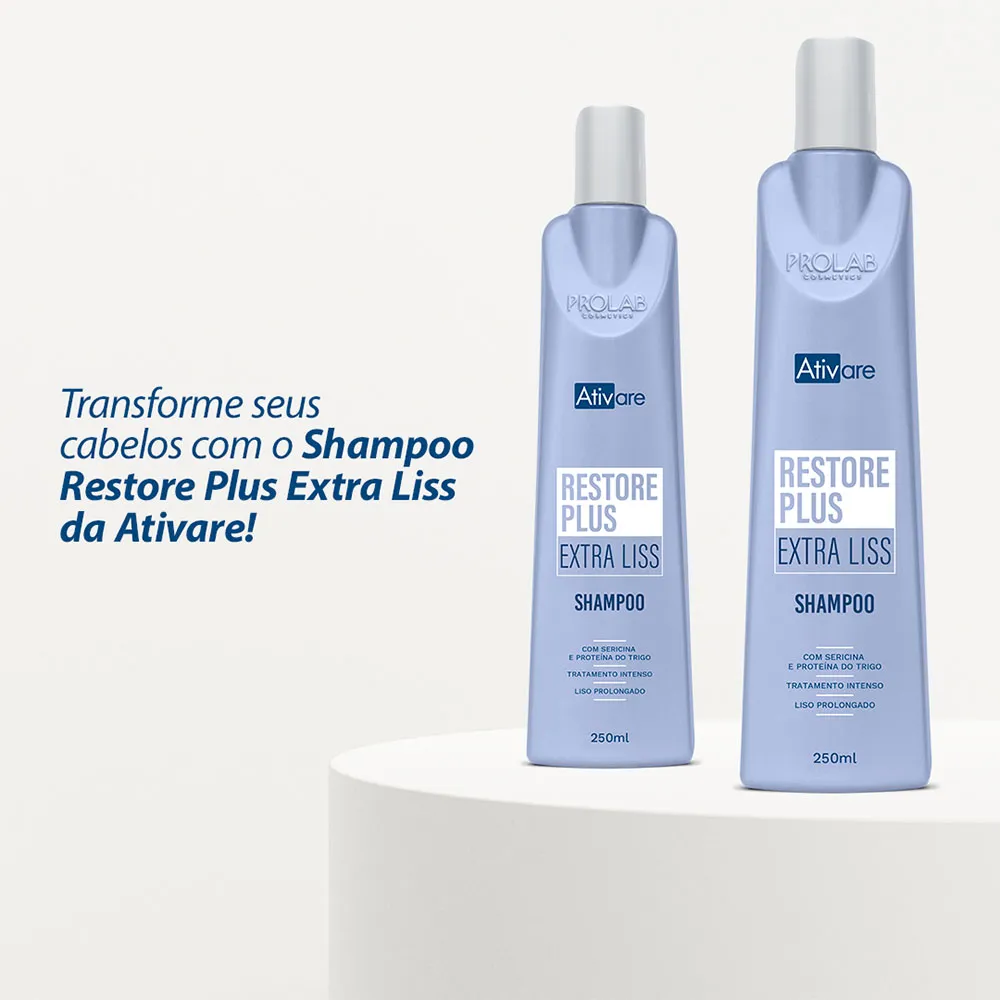 Transforme seus
cabelos com o Shampoo
Restore Plus Extra Liss
da Ativare!
PROLAB
COSMETICS
Ativare
RESTORE
PLUS
EXTRA LISS
SHAMPOO
COM SERICINA
E PROTEÍNA DO TRIGO
TRATAMENTO INTENSO
LISO PROLONGADO
250ml
PROLAB
COSMETICS
Ativare
RESTORE
PLUS
EXTRA LISS
SHAMPOO
COM SERICINA
E PROTEÍNA DO TRIGO
TRATAMENTO INTENSO
LISO PROLONGADO
250ml